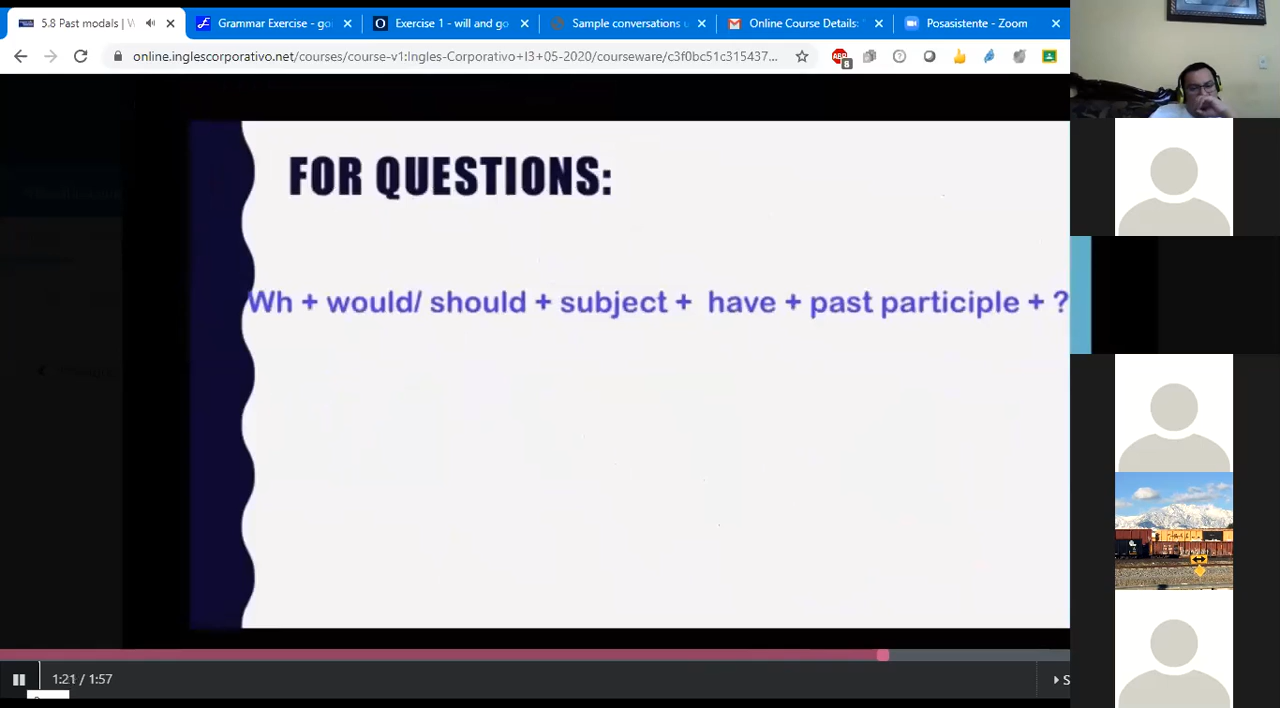 5.8 Past modals | W
Grammar Exercise - go
Exercise 1 - will and go
Sample conversations u
Online Course Details:
Posasistente - Zoom
online.inglescorporativo.net/courses/course-v1:Ingles-Corporativo+I3+05-2020/courseware/c3f0bc51c315437...
ABP
8
FOR QUESTIONS:
Wh + would/ should + subject + have + past participle + ?
1:21 / 1:57
S